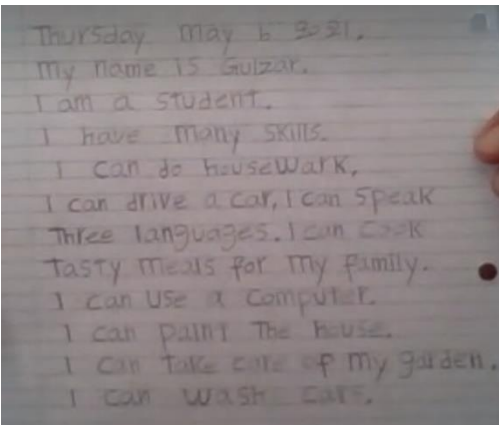 Thursday May 6 2021.
My name is Gulzar.
I am a student.
I have many skills.
I can do housewark,
I can drive a car, I can speak
Three languages. I can cook
Tasty meals for my family.
I can use a computer.
I can paint The house.
I can take care of my garden.
I can wash cars.